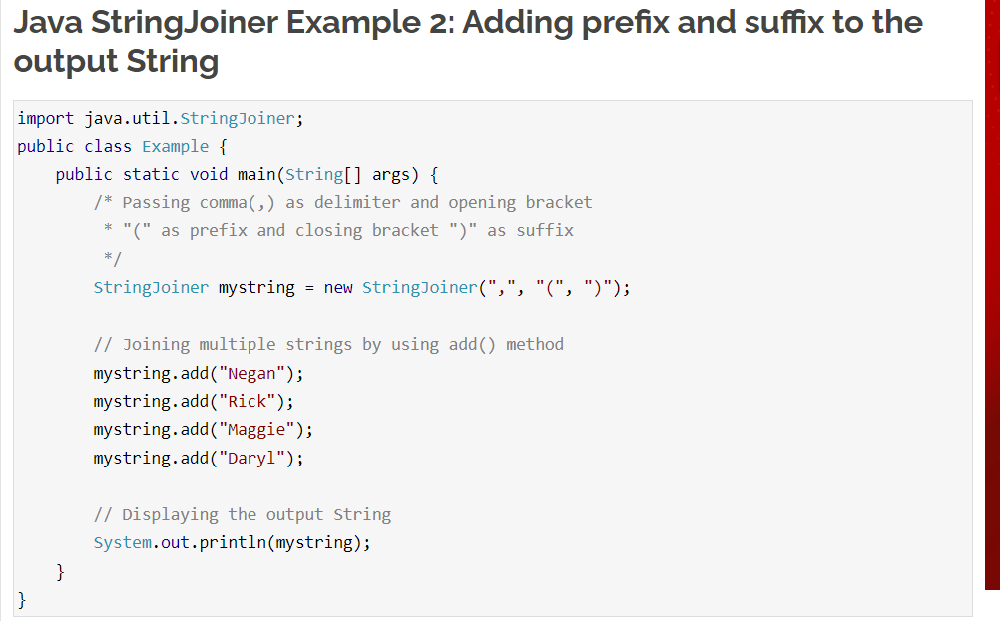 Java StringJoiner Example 2: Adding prefix and suffix to the
output String
import java.util.StringJoiner;
public class Example {
    public static void main(String[] args) {
        /* Passing comma(,) as delimiter and opening bracket
         * "(" as prefix and closing bracket ")" as suffix
         */
        StringJoiner mystring = new StringJoiner(",", "(", ")");

        // Joining multiple strings by using add() method
        mystring.add("Negan");
        mystring.add("Rick");
        mystring.add("Maggie");
        mystring.add("Daryl");

        // Displaying the output String
        System.out.println(mystring);
    }
}